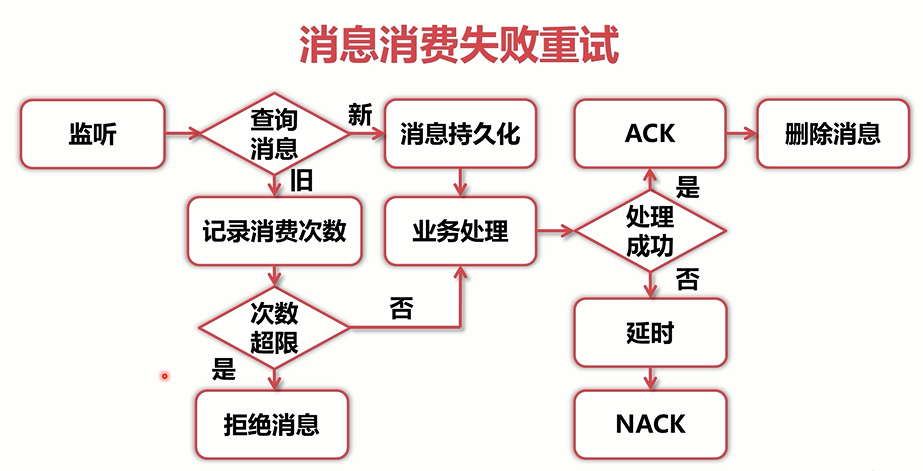 消息消费失败重试
监听
查询
消息
新
消息持久化
ACK
删除消息
旧
是
记录消费次数
业务处理
处理
成功
否
次数
超限
否
延时
是
拒绝消息
NACK